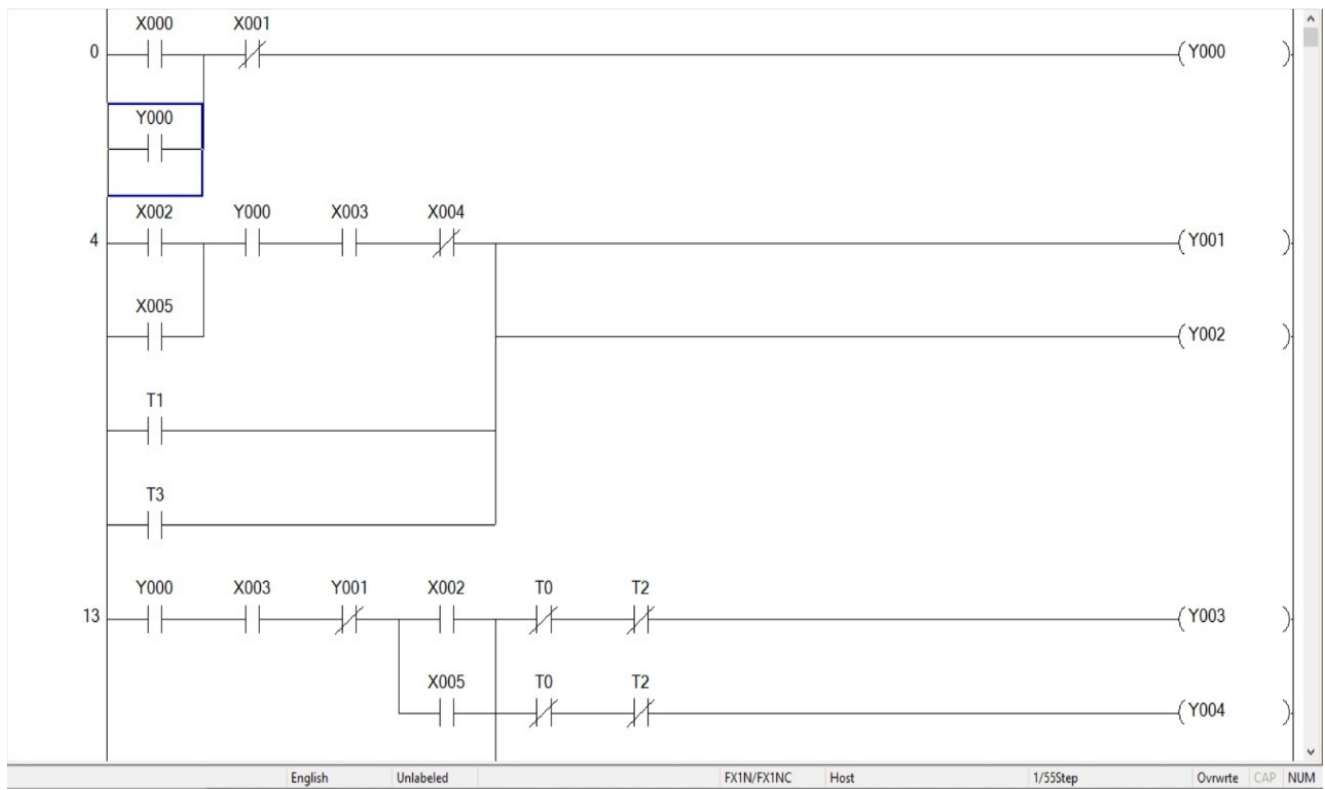 X000 X001
0 Y000
Y000
X002 Y000 X003 X004
4 Y001
X005
Y002
T1
T3
Y000 X003 Y001 X002 T0 T2
13 Y003
X005 T0 T2
Y004
English Unlabeled FX1N/FX1NC Host 1/55Step Ovrwrte CAP NUM